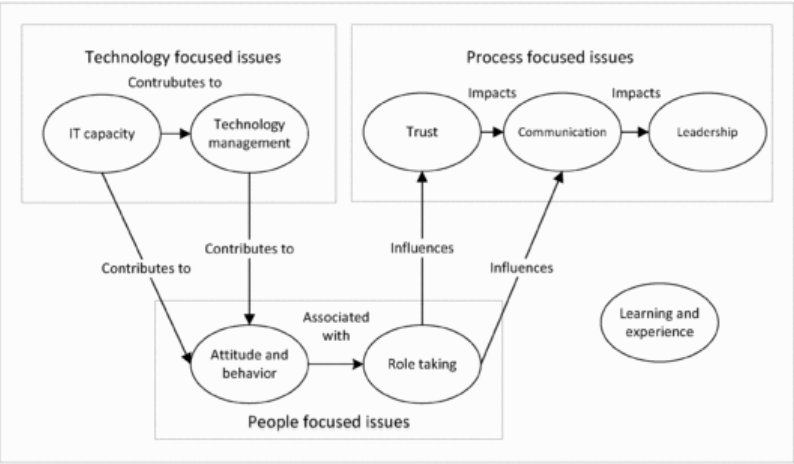 Technology focused issues
Contrubutes to
IT capacity
Technology
management
Process focused issues
Impacts
Impacts
Trust
Communication
Leadership
Contributes to
Contributes to
Influences
Influences
Associated
with
Attitude and
behavior
Role taking
People focused issues
Learning and
experience